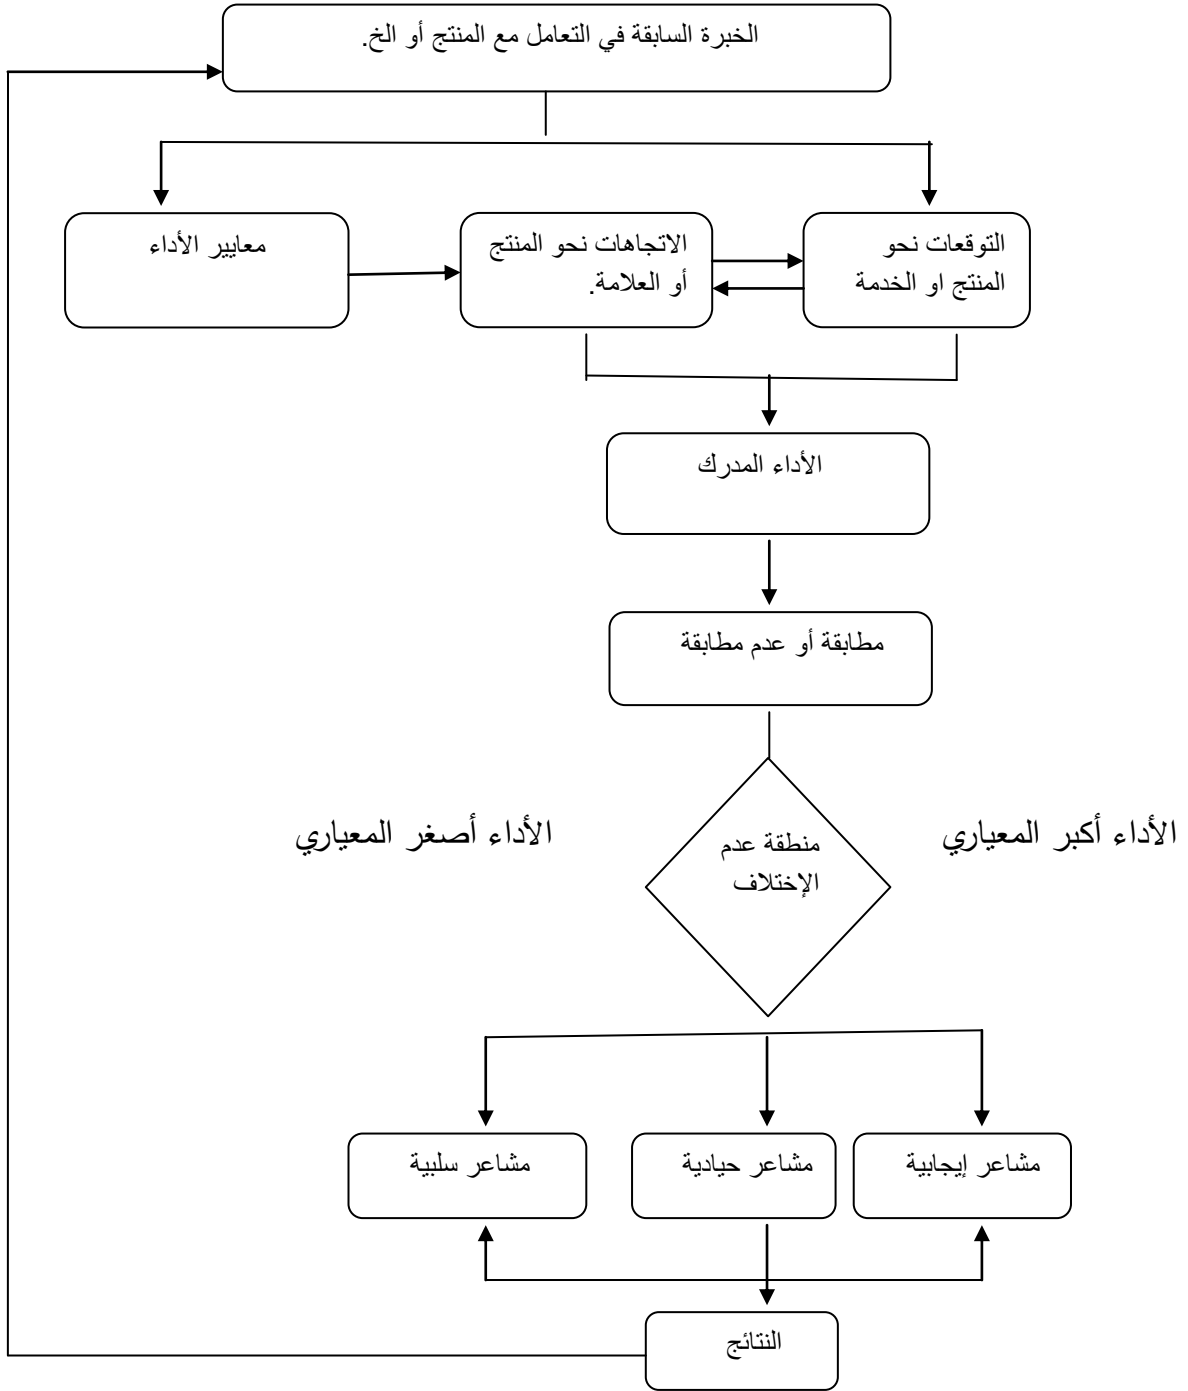 الخبرة السابقة في التعامل مع المنتج أو الخ.
التوقعات نحو
المنتج او الخدمة
الاتجاهات نحو المنتج
أو العلامة.
معايير الأداء
الأداء المدرك
مطابقة أو عدم مطابقة
الأداء أكبر المعياري
منطقة عدم
الإختلاف
الأداء أصغر المعياري
مشاعر إيجابية
مشاعر حيادية
مشاعر سلبية
النتائج